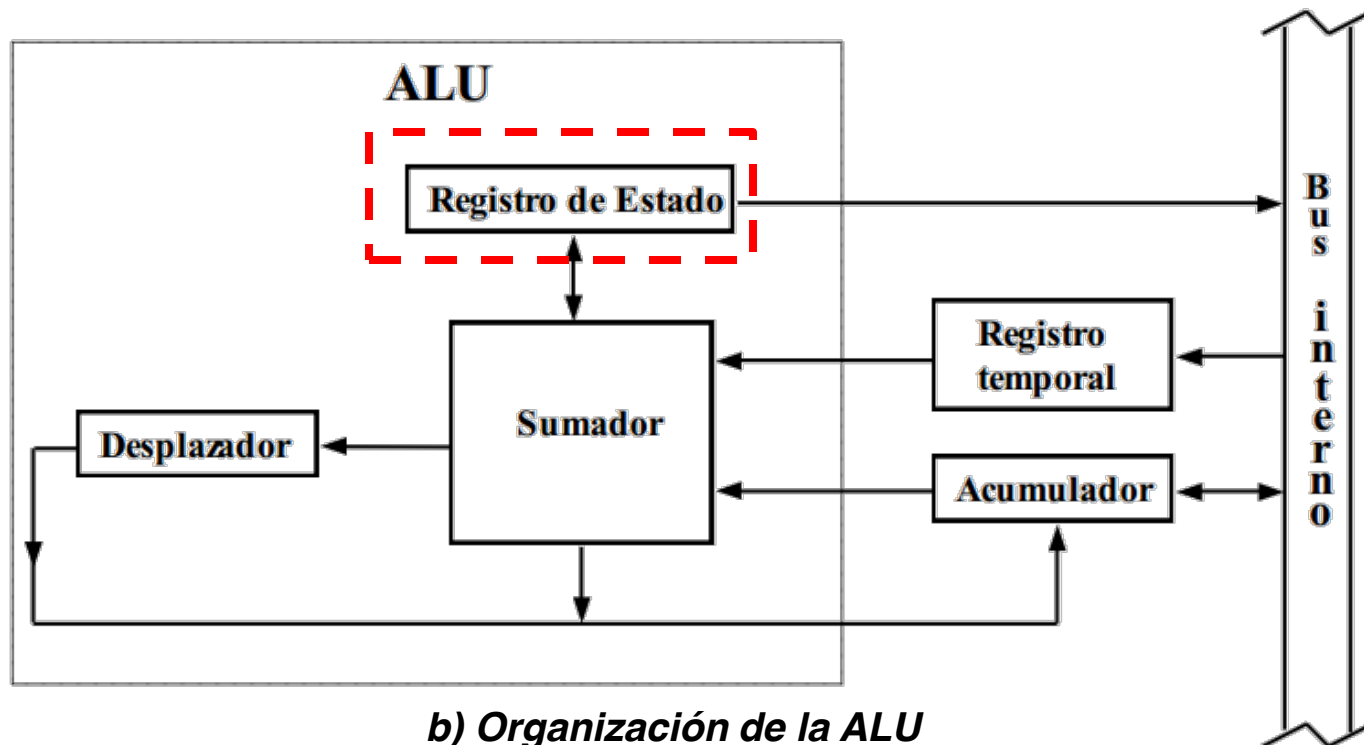 ALU
Registro de Estado
Bus interno
Registro
temporal
Sumador
Desplazador
Acumulador
b) Organización de la ALU